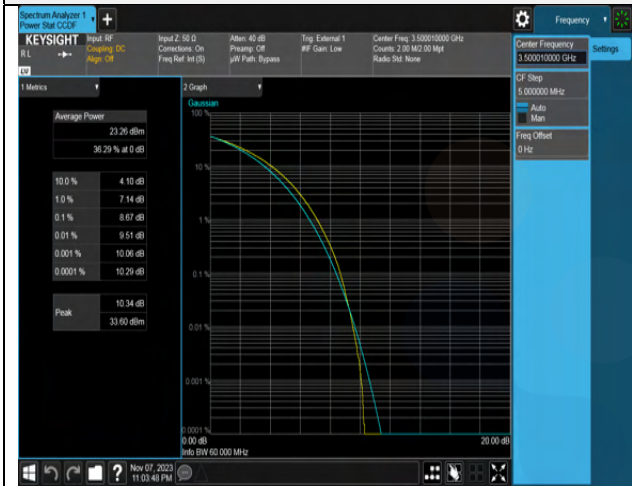 Spectrum Analyzer 1
Power Stat CCDF
Frequency
KEYSIGHT
RL
Input: RF
Coupling: DC
Align: Off
Input Z: 50 Ω
Corrections: On
Freq Ref: Int (S)
Atten: 40 dB
Preamp: Off
µW Path: Bypass
Trig: External 1
#IF Gain: Low
Center Freq: 3.500010000 GHz
Counts: 2.00 M/2.00 Mpt
Radio Std: None
Center Frequency
3.500010000 GHz
Settings
CF Step
5.000000 MHz
Auto
Man
Freq Offset
0 Hz
1 Metrics
Average Power
23.26 dBm
36.29 % at 0 dB
10.0 % 4.10 dB
1.0 % 7.14 dB
0.1 % 8.67 dB
0.01 % 9.51 dB
0.001 % 10.06 dB
0.0001 % 10.29 dB
Peak
10.34 dB
33.60 dBm
2 Graph
Gaussian
100 %
10 %
1 %
0.1 %
0.01 %
0.001 %
0.0001 %
0.00 dB
20.00 dB
Info BW 60.000 MHz
Nov 07, 2023
11:03:48 PM